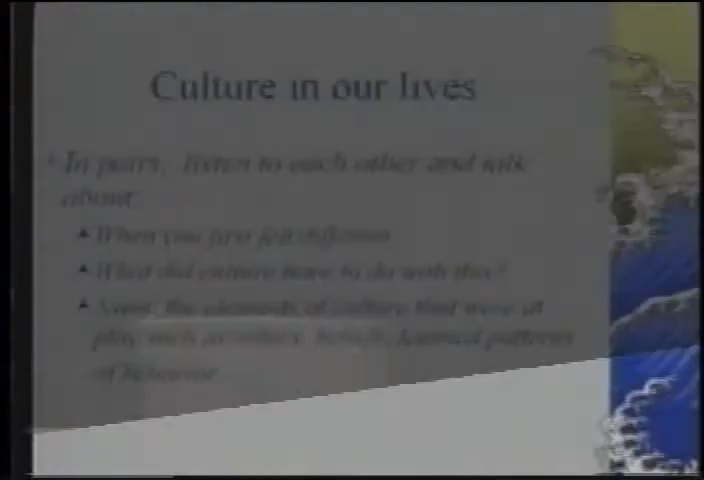 Culture in our lives
In pairs, listen to each other and talk
about
When you first felt different
What did culture have to do with this?
Name the elements of culture that were at
play such as values, beliefs, learned patterns
of behavior